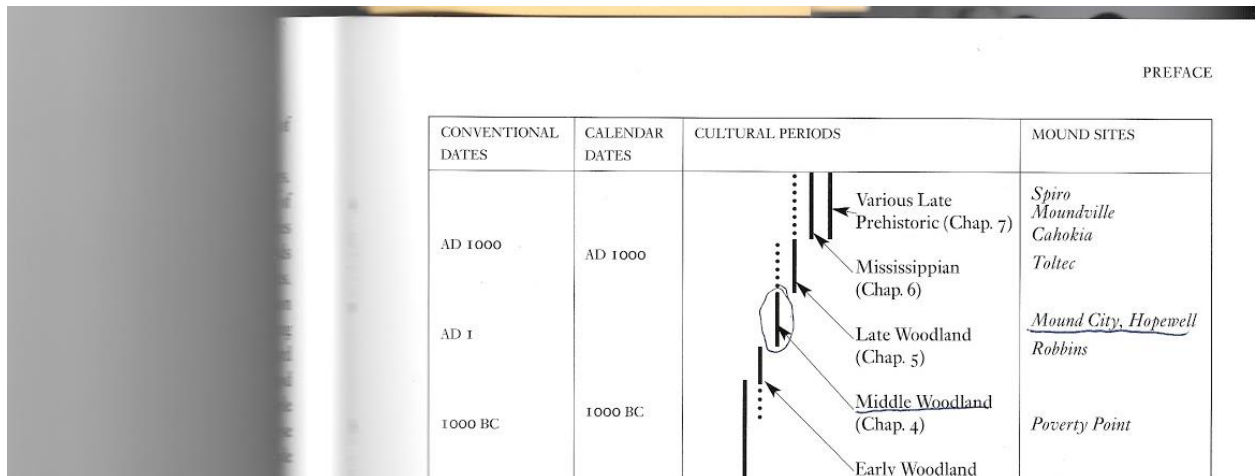 PREFACE
CONVENTIONAL DATES
CALENDAR DATES
CULTURAL PERIODS
MOUND SITES
AD 1000
1000 BC
AD 1
AD 1000
1000 BC
Various Late
Prehistoric (Chap. 7)
Mississippian
(Chap. 6)
Late Woodland
(Chap. 5)
Middle Woodland
(Chap. 4)
Early Woodland
Spiro
Moundville
Cahokia
Toltec
Mound City, Hopewell
Robbins
Poverty Point